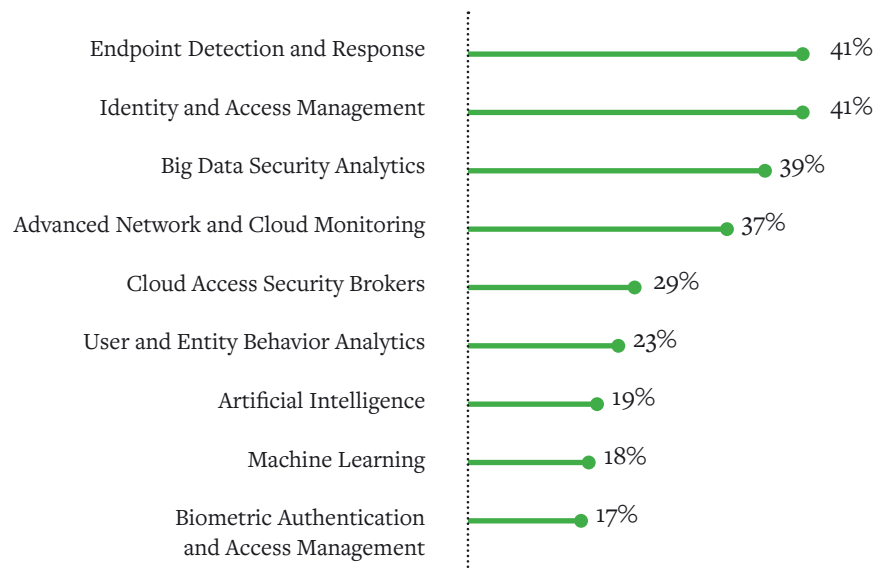 Endpoint Detection and Response 41%
Identity and Access Management 41%
Big Data Security Analytics 39%
Advanced Network and Cloud Monitoring 37%
Cloud Access Security Brokers 29%
User and Entity Behavior Analytics 23%
Artificial Intelligence 19%
Machine Learning 18%
Biometric Authentication 17%
and Access Management